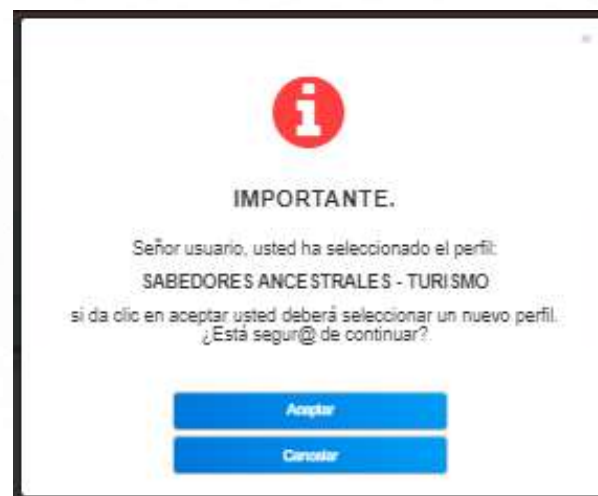 IMPORTANTE.
Señor usuario, usted ha seleccionado el perfil:
SABEDORES ANCESTRALES - TURISMO
si da clic en aceptar usted deberá seleccionar un nuevo perfil.
¿Está segur@ de continuar?
Aceptar
Cancelar